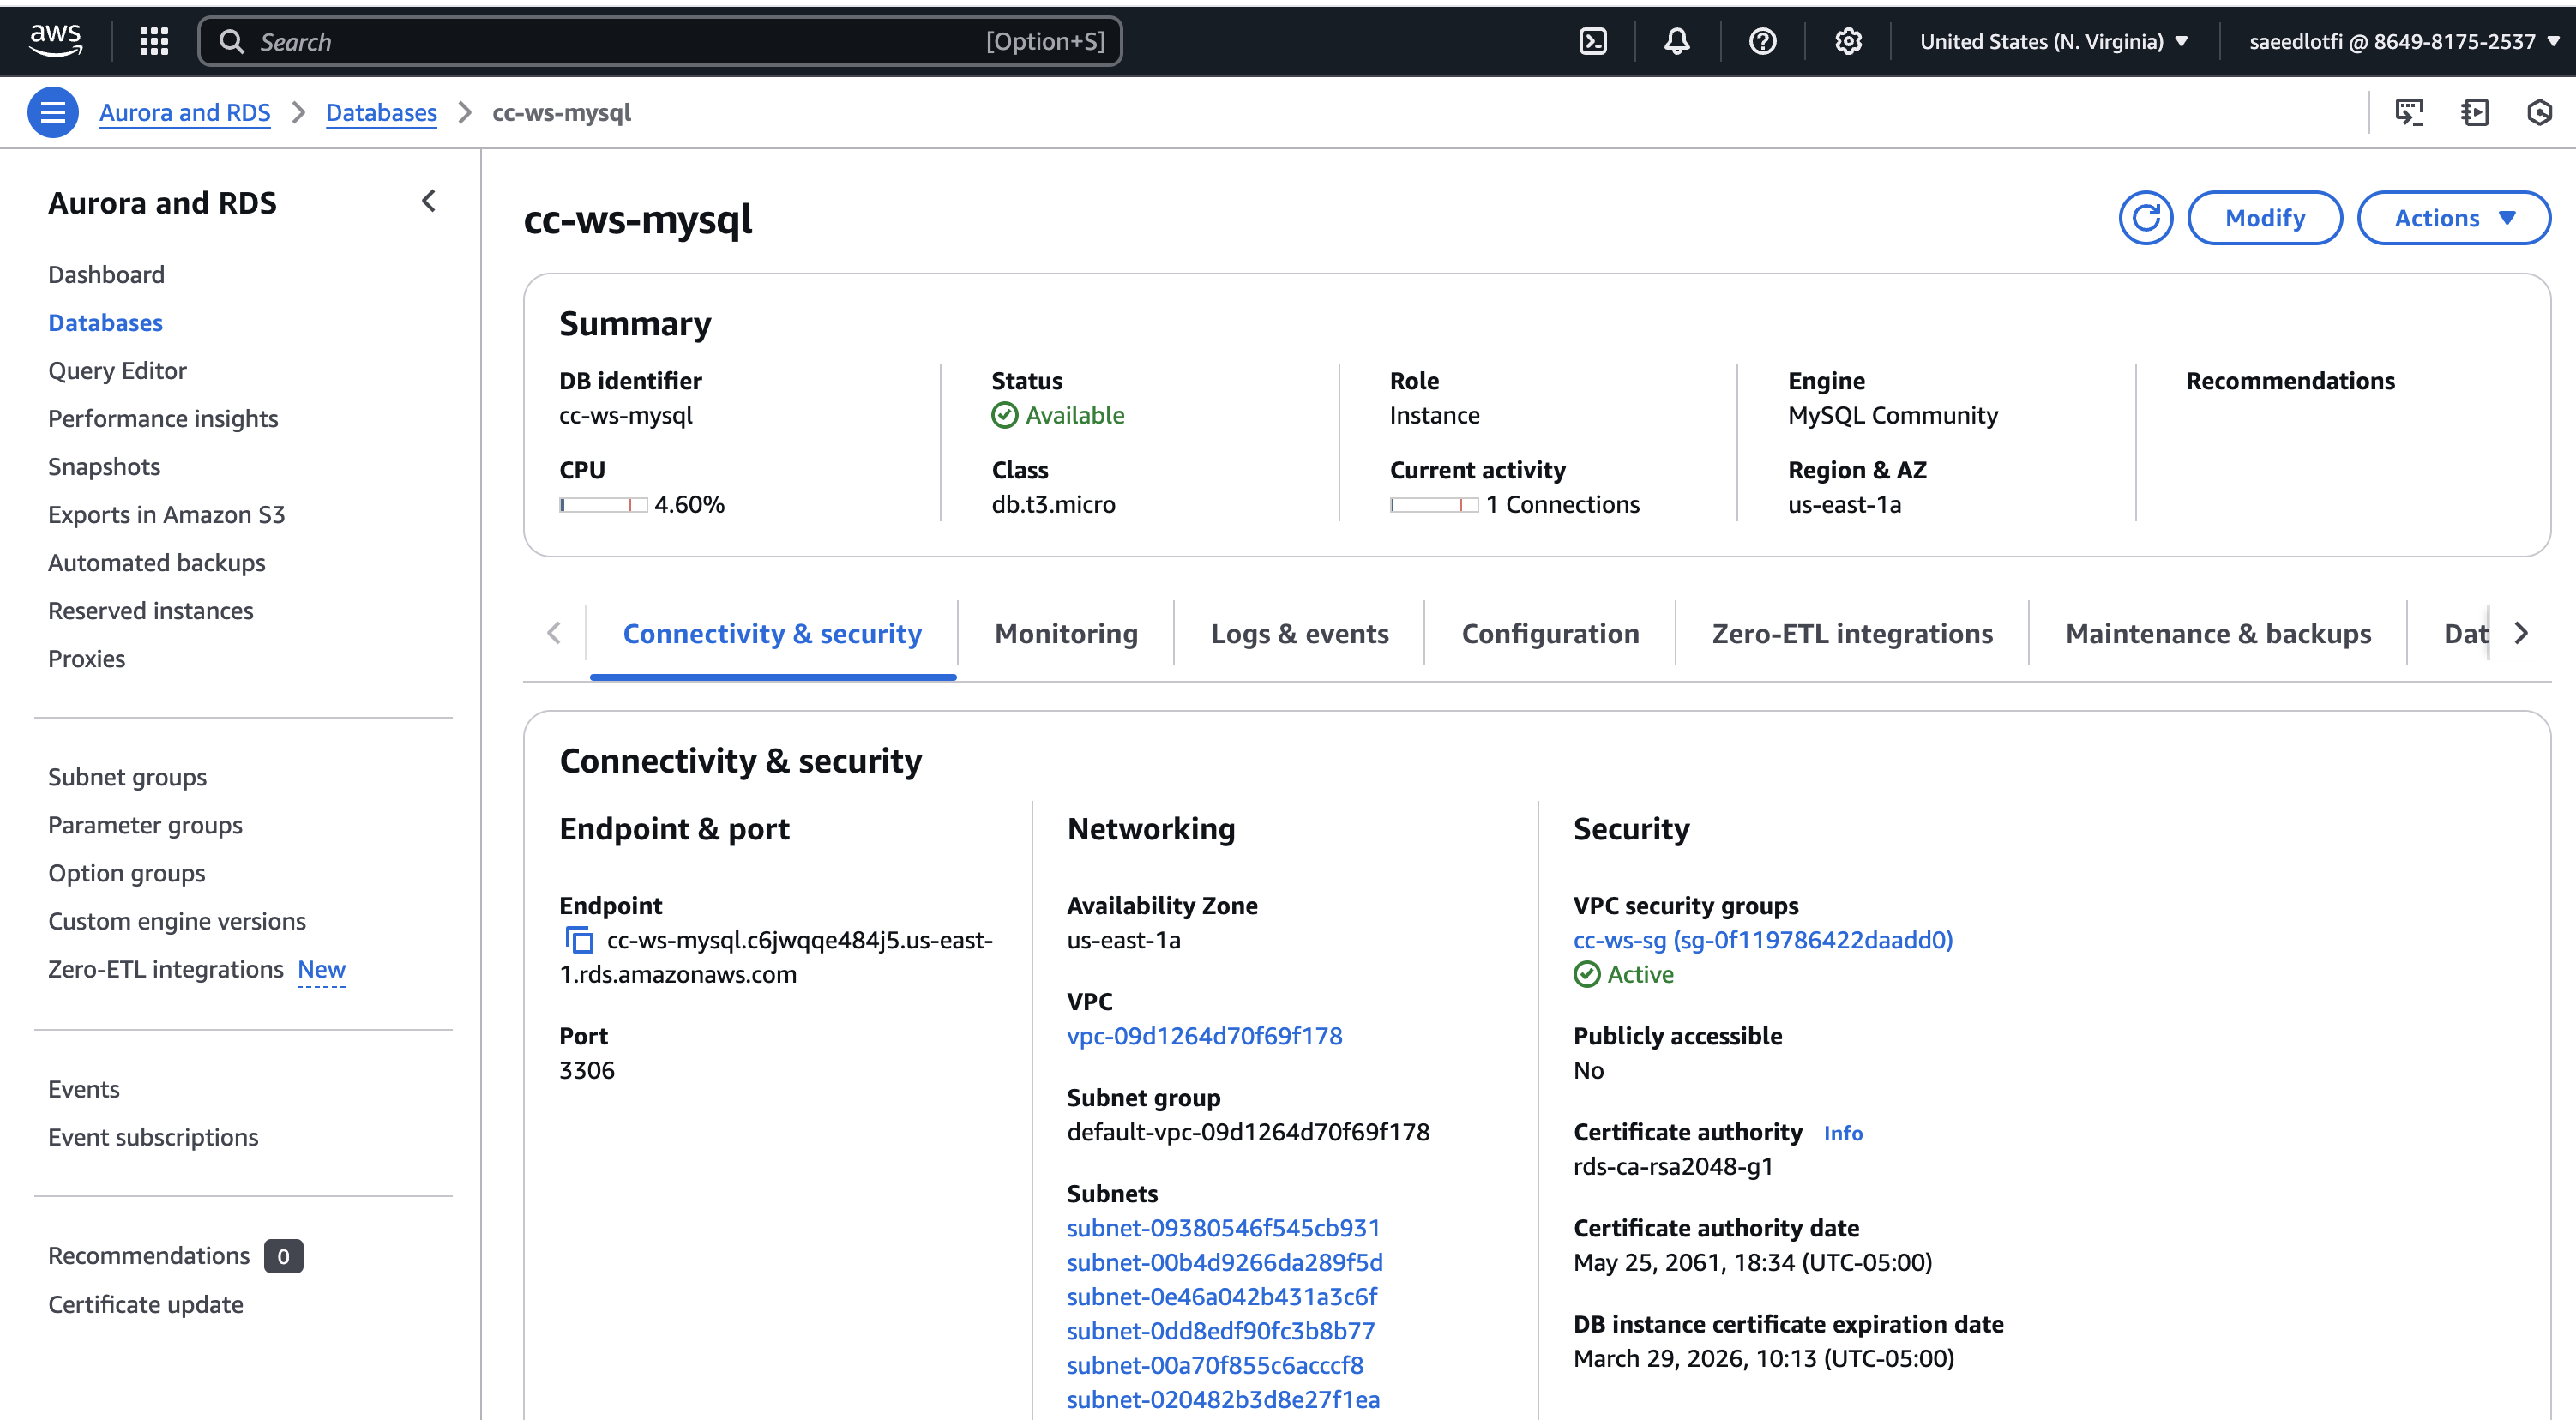 aws
Search [Option+S]
United States (N. Virginia)
saeedlotfi @ 8649-8175-2537
Aurora and RDS
Databases
cc-ws-mysql
Aurora and RDS
Dashboard
Databases
Query Editor
Performance insights
Snapshots
Exports in Amazon S3
Automated backups
Reserved instances
Proxies
Subnet groups
Parameter groups
Option groups
Custom engine versions
Zero-ETL integrations New
Events
Event subscriptions
Recommendations 0
Certificate update
cc-ws-mysql
Modify
Actions
Summary
DB identifier
cc-ws-mysql
Status
Available
Role
Instance
Engine
MySQL Community
Recommendations
CPU
4.60%
Class
db.t3.micro
Current activity
1 Connections
Region & AZ
us-east-1a
Connectivity & security
Monitoring
Logs & events
Configuration
Zero-ETL integrations
Maintenance & backups
Dat
Connectivity & security
Endpoint & port
Endpoint
cc-ws-mysql.c6jwqqe484j5.us-east-
1.rds.amazonaws.com
Port
3306
Networking
Availability Zone
us-east-1a
VPC
vpc-09d1264d70f69f178
Subnet group
default-vpc-09d1264d70f69f178
Subnets
subnet-09380546f545cb931
subnet-00b4d9266da289f5d
subnet-0e46a042b431a3c6f
subnet-0dd8edf90fc3b8b77
subnet-00a70f855c6acccf8
subnet-020482b3d8e27f1ea
Security
VPC security groups
cc-ws-sg (sg-0f119786422daadd0)
Active
Publicly accessible
No
Certificate authority Info
rds-ca-rsa2048-g1
Certificate authority date
May 25, 2061, 18:34 (UTC-05:00)
DB instance certificate expiration date
March 29, 2026, 10:13 (UTC-05:00)